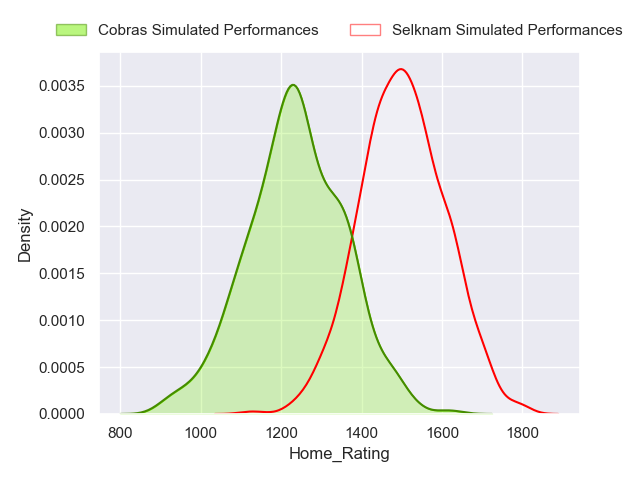 Cobras Simulated Performances Selknam Simulated Performances
0.0035
0.0030
0.0025
0.0020
0.0015
0.0010
0.0005
0.0000
Density
800 1000 1200 1400 1600 1800
Home_Rating